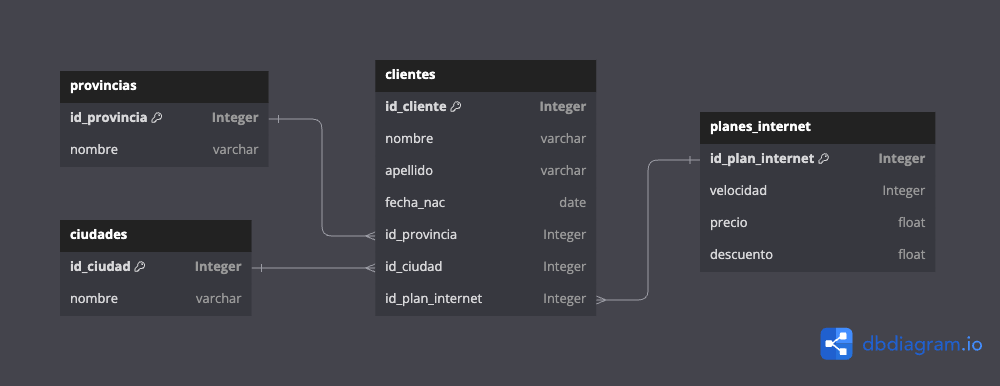 provincias
id_provincia Integer
nombre varchar
ciudades
id_ciudad Integer
nombre varchar
clientes
id_cliente Integer
nombre varchar
apellido varchar
fecha_nac date
id_provincia Integer
id_ciudad Integer
id_plan_internet Integer
planes_internet
id_plan_internet Integer
velocidad Integer
precio float
descuento float
dbdiagram.io